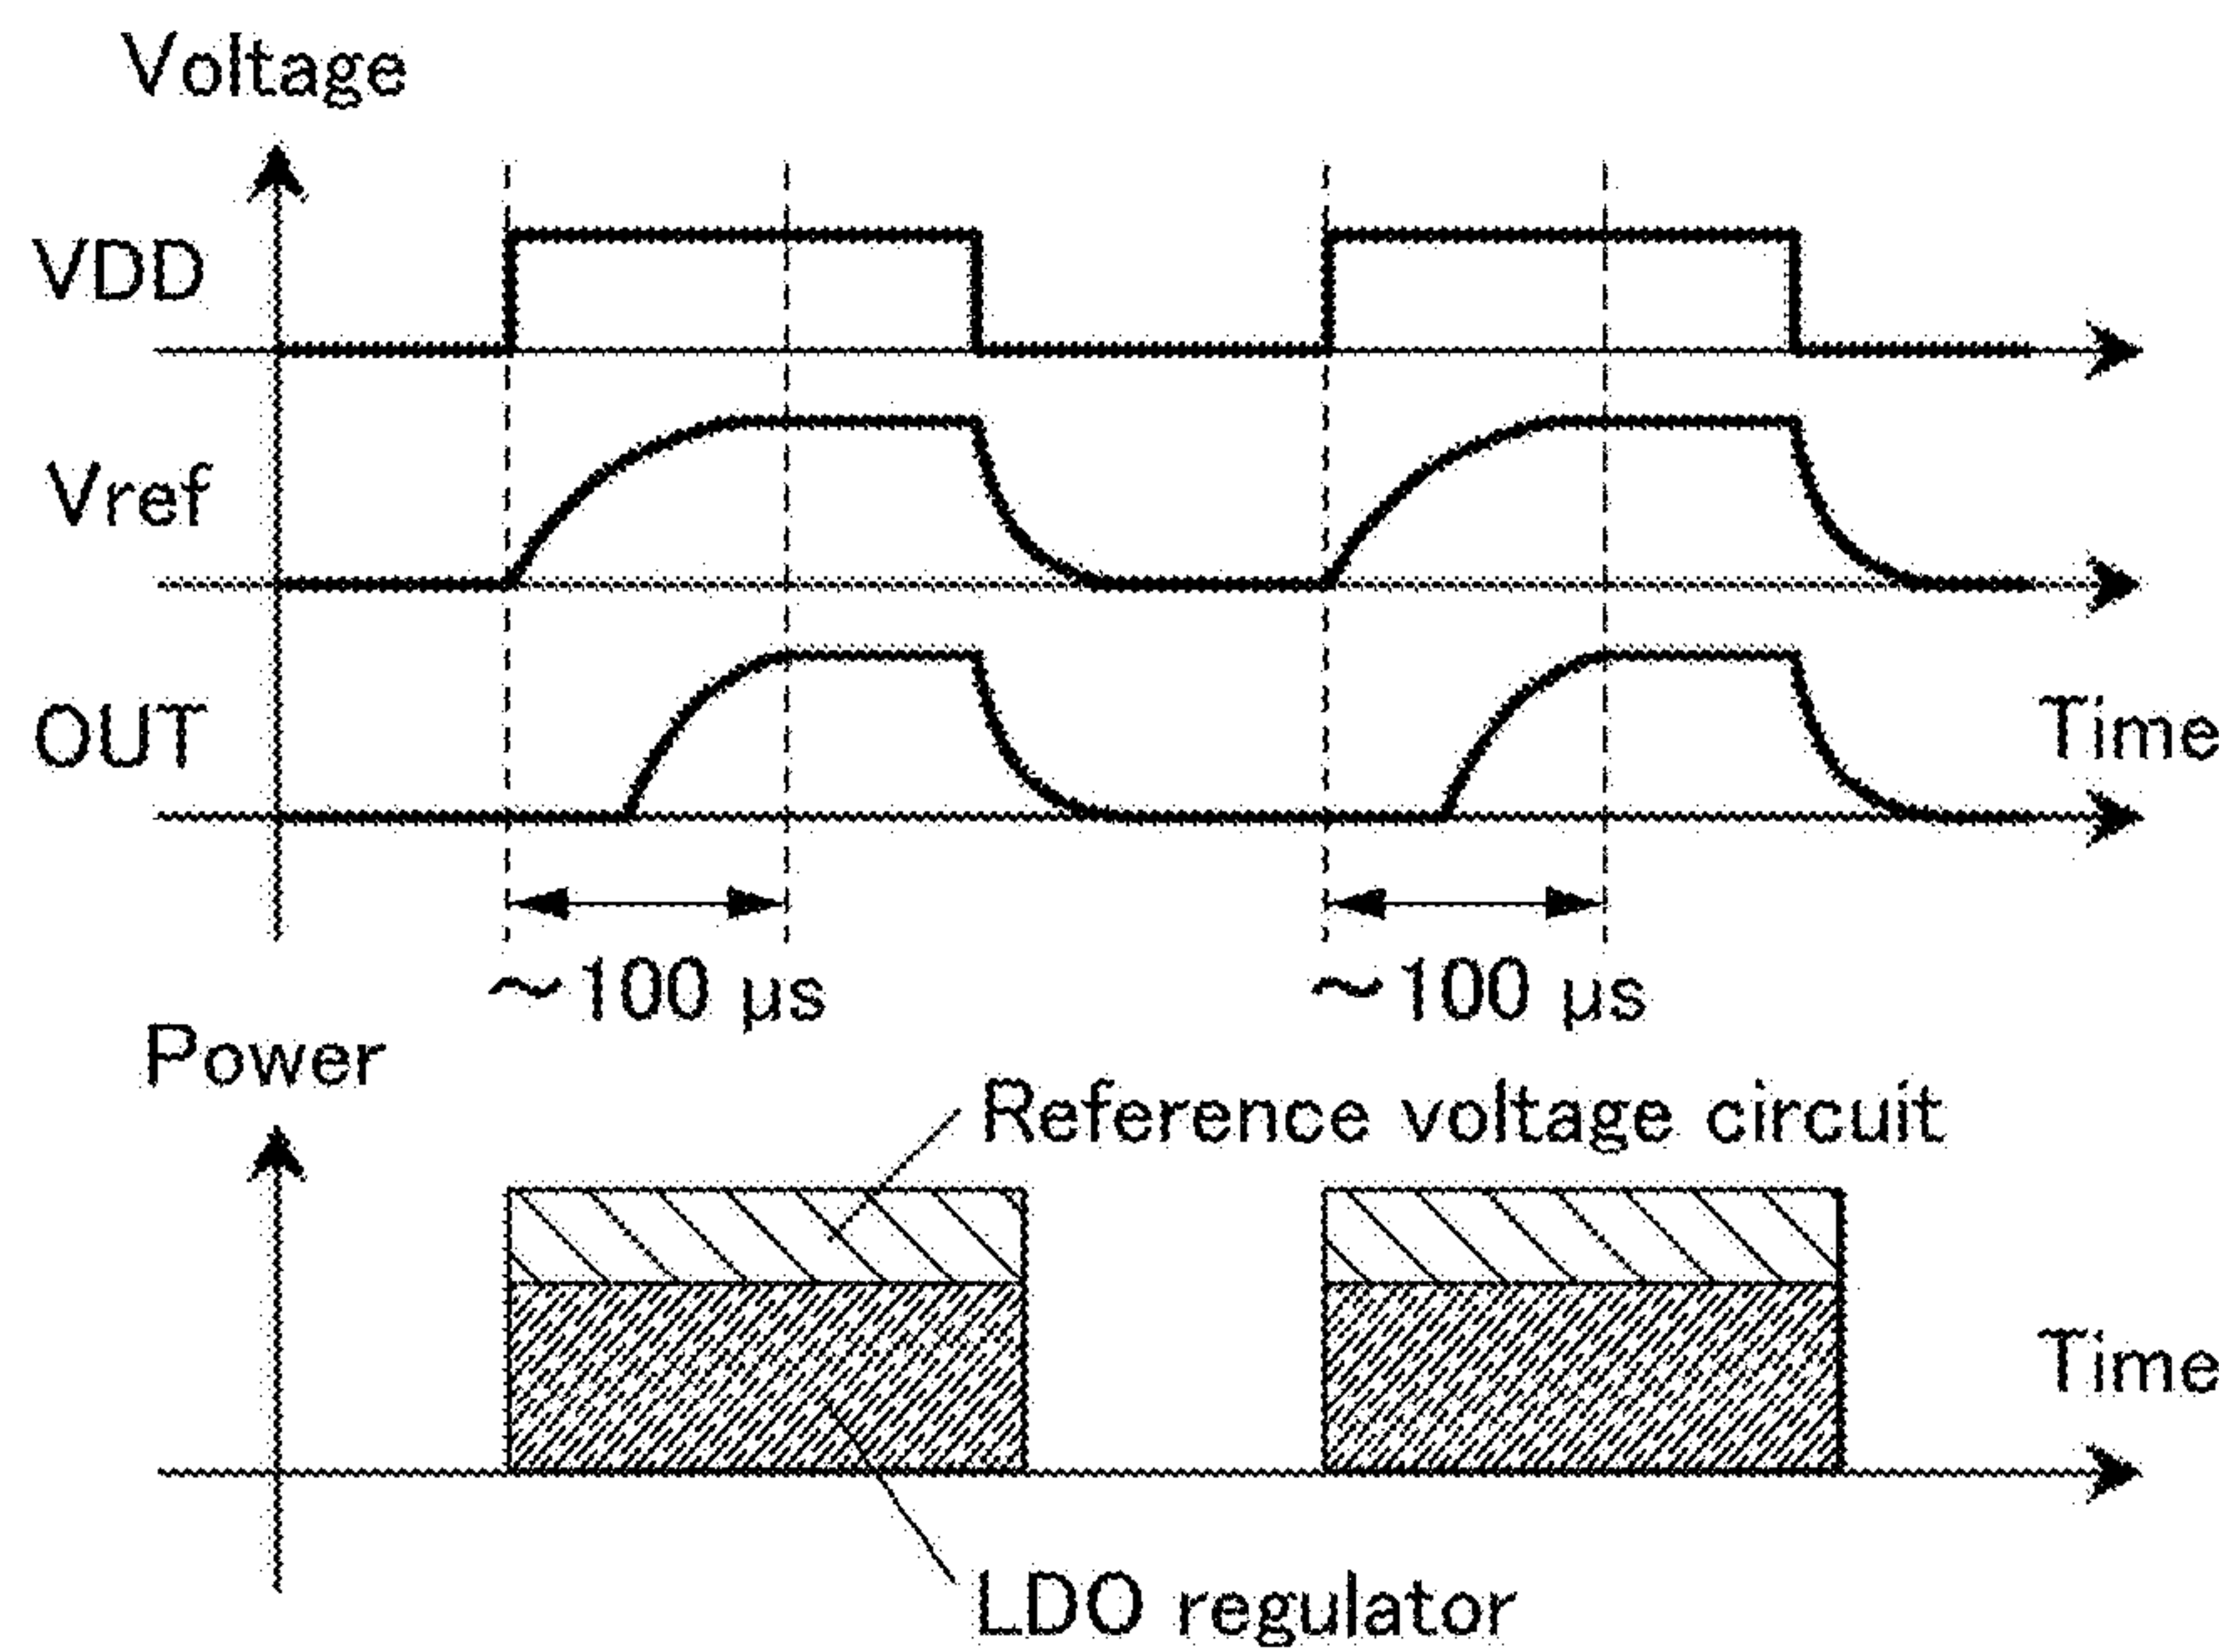 Voltage
VDD
Vref
OUT
Time
~100 µs
~100 µs
Power
Reference voltage circuit
Time
LDO regulator